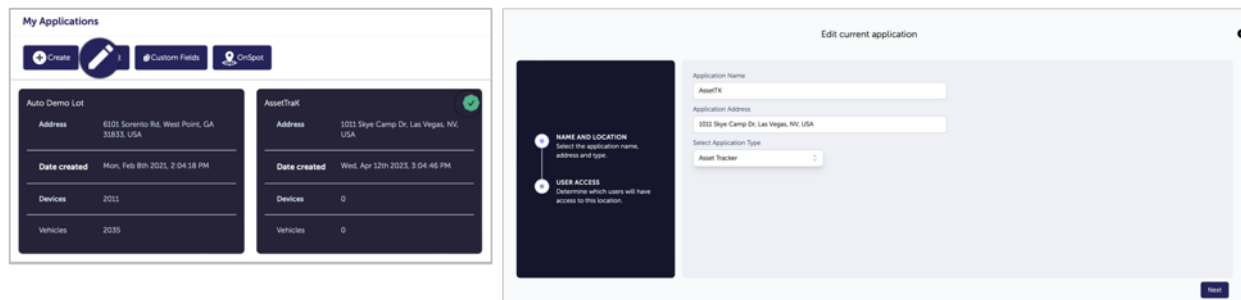 My Applications
Create
Custom Fields
OnSpot
Auto Demo Lot
Address 6101 Sorento Rd, West Point, GA
31833, USA
Date created Mon, Feb 8th 2021, 2:04:18 PM
Devices 2011
Vehicles 2035
AssetTraK
Address 1011 Skye Camp Dr, Las Vegas, NV,
USA
Date created Wed, Apr 12th 2023, 3:04:46 PM
Devices 0
Vehicles 0
Edit current application
NAME AND LOCATION
Select the application name,
address and type.
USER ACCESS
Determine which users will have
access to this location.
Application Name
AssetTK
Application Address
1011 Skye Camp Dr, Las Vegas, NV, USA
Select Application Type
Asset Tracker
Next